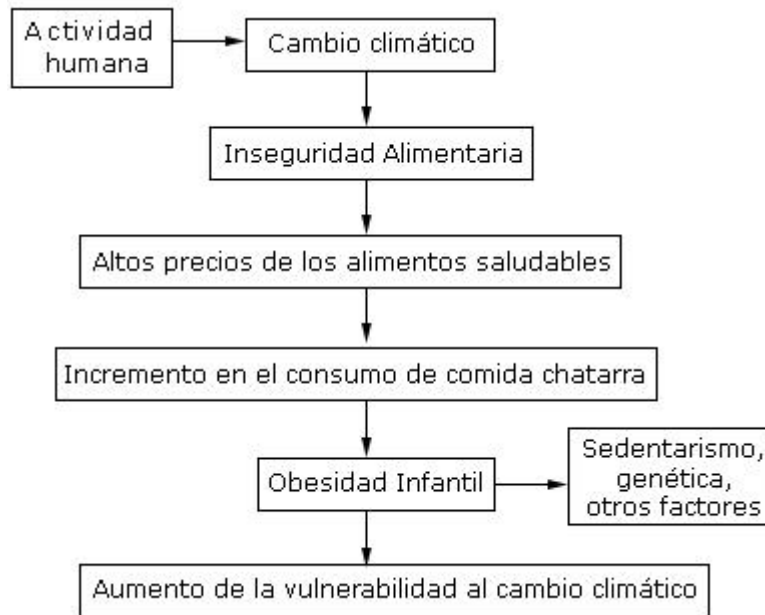 Actividad
humana
Cambio climático
Inseguridad Alimentaria
Altos precios de los alimentos saludables
Incremento en el consumo de comida chatarra
Obesidad Infantil
Sedentarismo,
genética,
otros factores
Aumento de la vulnerabilidad al cambio climático